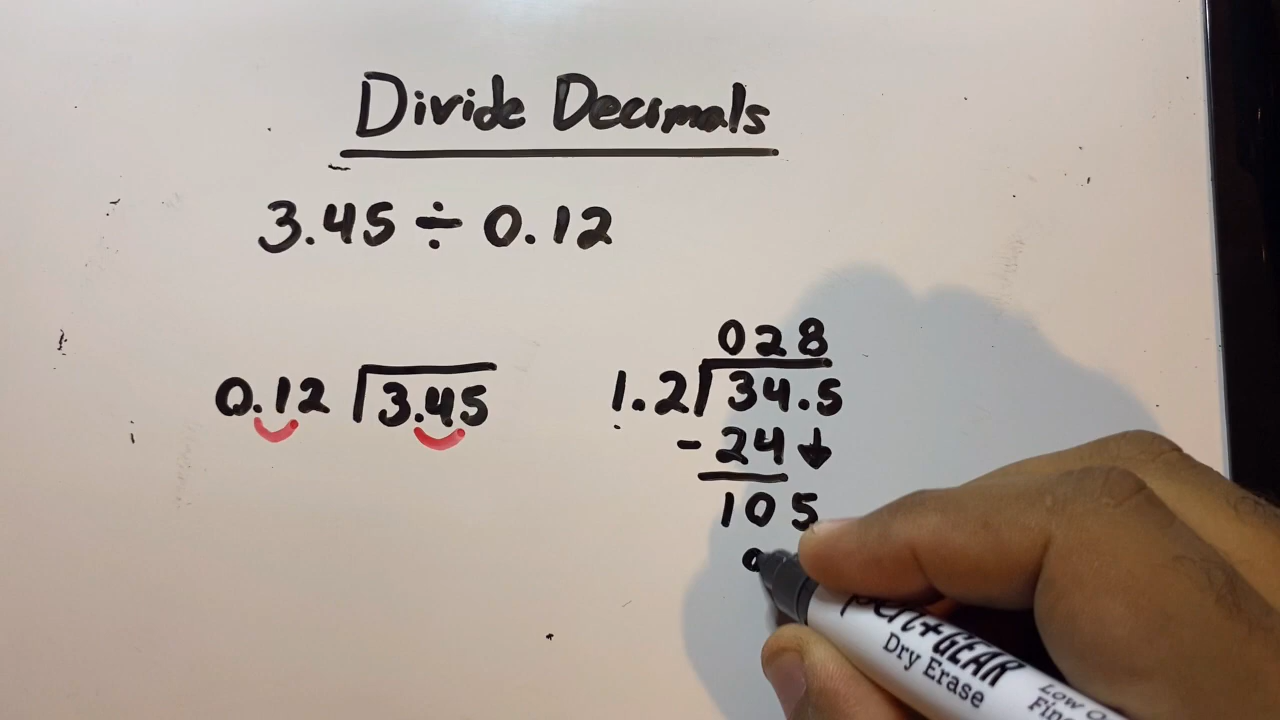 Divide Decimals
3.45 ÷ 0.12
0.12 3.45
028
1.2 34.5
- 24 ↓
105
pen+GEAR
Dry Erase
Low